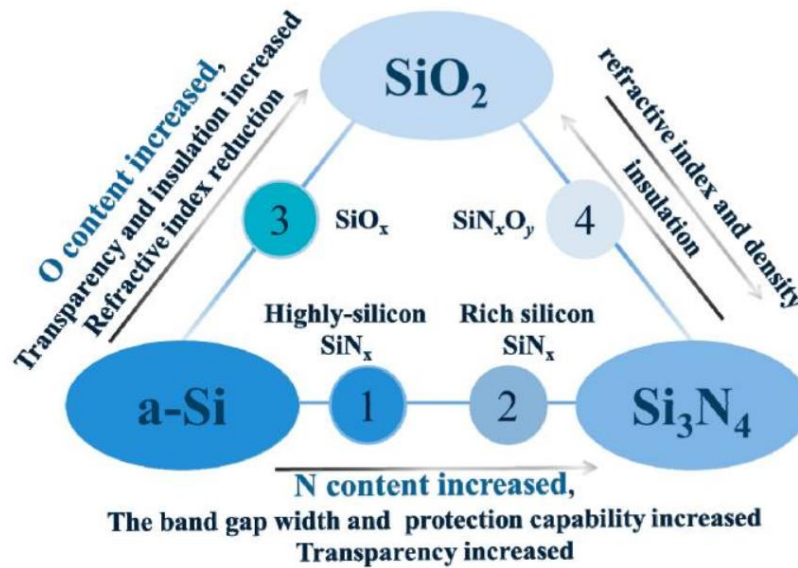 SiO₂
O content increased,
Transparency and insulation increased
Refractive index reduction
refractive index and density
insulation
3
SiOₓ
SiNₓOᵧ
4
Highly-silicon
SiNₓ
Rich silicon
SiNₓ
a-Si
1
2
Si₃N₄
N content increased,
The band gap width and protection capability increased
Transparency increased